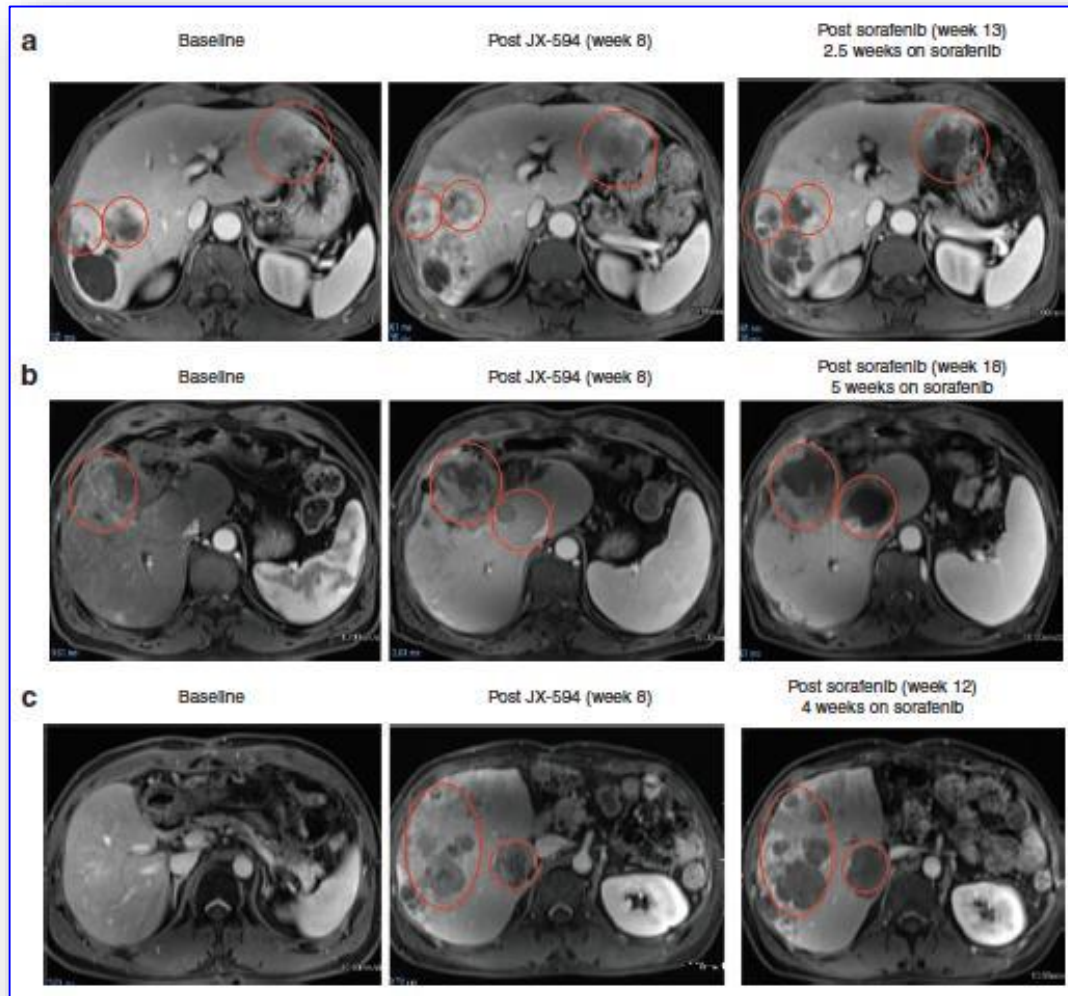 a
Baseline
Post JX-594 (week 8)
Post sorafenib (week 13)
2.5 weeks on sorafenib
b
Baseline
Post JX-594 (week 8)
Post sorafenib (week 18)
5 weeks on sorafenib
c
Baseline
Post JX-594 (week 8)
Post sorafenib (week 12)
4 weeks on sorafenib